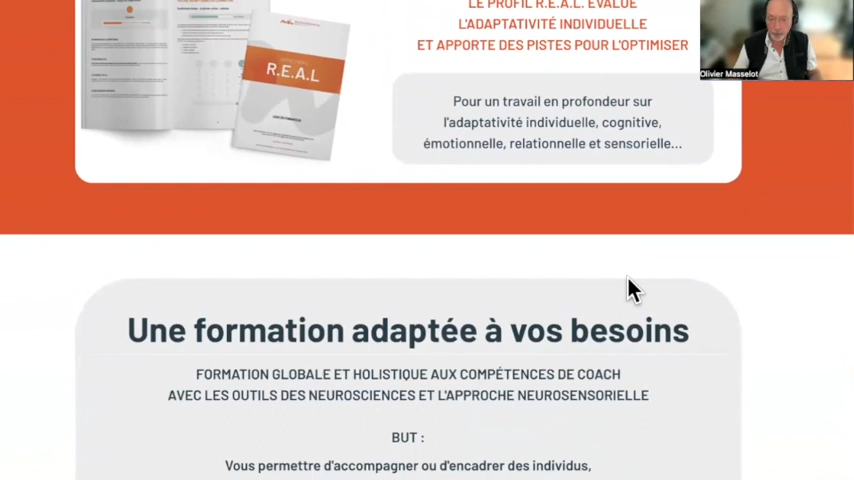 LE PROFIL R.E.A.L. ÉVALUE
L'ADAPTATIVITÉ INDIVIDUELLE
ET APPORTE DES PISTES POUR L'OPTIMISER
Olivier Masselot
R.E.A.L
Pour un travail en profondeur sur
l'adaptativité individuelle, cognitive,
émotionnelle, relationnelle et sensorielle...
Une formation adaptée à vos besoins
FORMATION GLOBALE ET HOLISTIQUE AUX COMPÉTENCES DE COACH
AVEC LES OUTILS DES NEUROSCIENCES ET L'APPROCHE NEUROSENSORIELLE
BUT :
Vous permettre d'accompagner ou d'encadrer des individus,